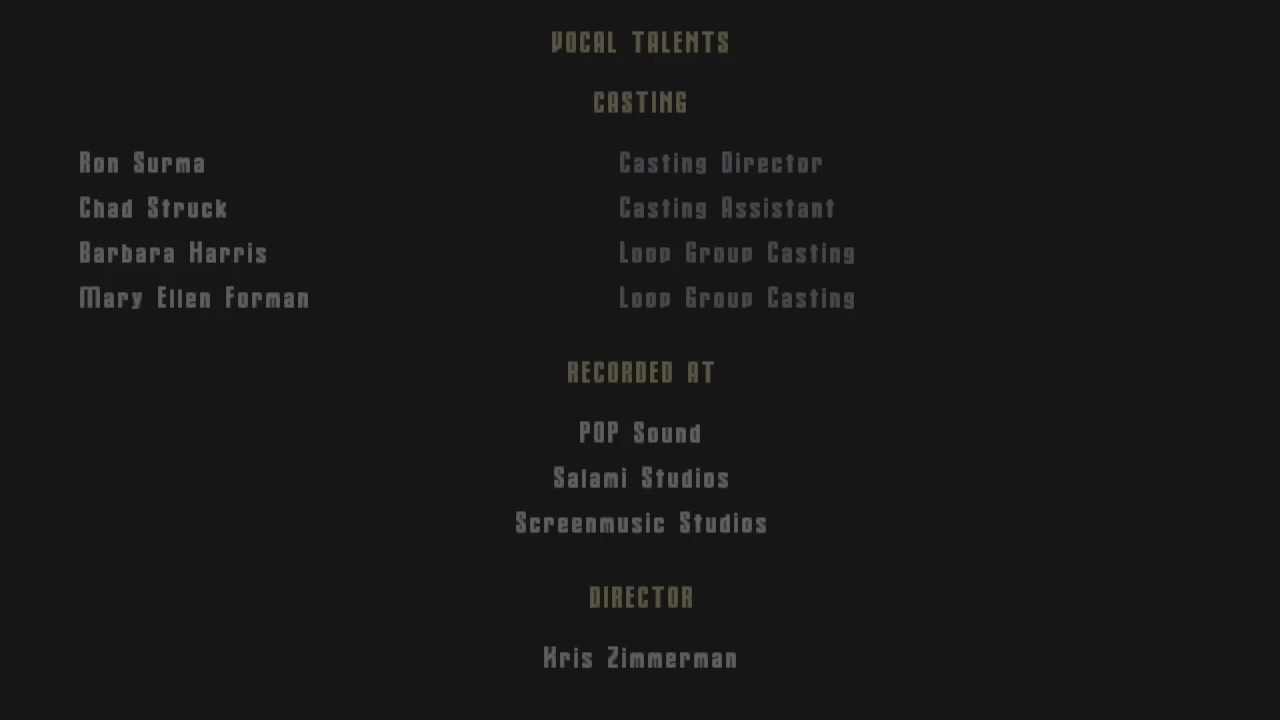 VOCAL TALENTS
CASTING
Ron Surma Casting Director
Chad Struck Casting Assistant
Barbara Harris Loop Group Casting
Mary Ellen Forman Loop Group Casting
RECORDED AT
POP Sound
Salami Studios
Screenmusic Studios
DIRECTOR
Kris Zimmerman